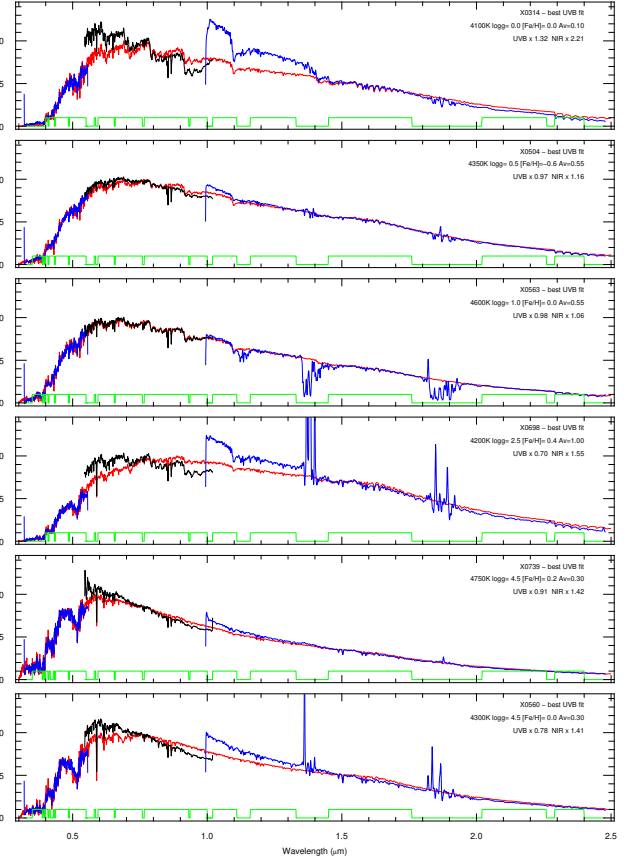 X0314 – best UVB fit
4100K logg= 0.0 [Fe/H]= 0.0 Av=0.10
UVB x 1.32 NIR x 2.21
X0504 – best UVB fit
4350K logg= 0.5 [Fe/H]=−0.6 Av=0.55
UVB x 0.97 NIR x 1.16
X0563 – best UVB fit
4600K logg= 1.0 [Fe/H]= 0.0 Av=0.55
UVB x 0.98 NIR x 1.06
X0698 – best UVB fit
4200K logg= 2.5 [Fe/H]= 0.4 Av=1.00
UVB x 0.70 NIR x 1.55
X0739 – best UVB fit
4750K logg= 4.5 [Fe/H]= 0.2 Av=0.30
UVB x 0.91 NIR x 1.42
X0560 – best UVB fit
4300K logg= 4.5 [Fe/H]= 0.0 Av=0.30
UVB x 0.78 NIR x 1.41
0.5 1.0 1.5 2.0 2.5
Wavelength (μm)